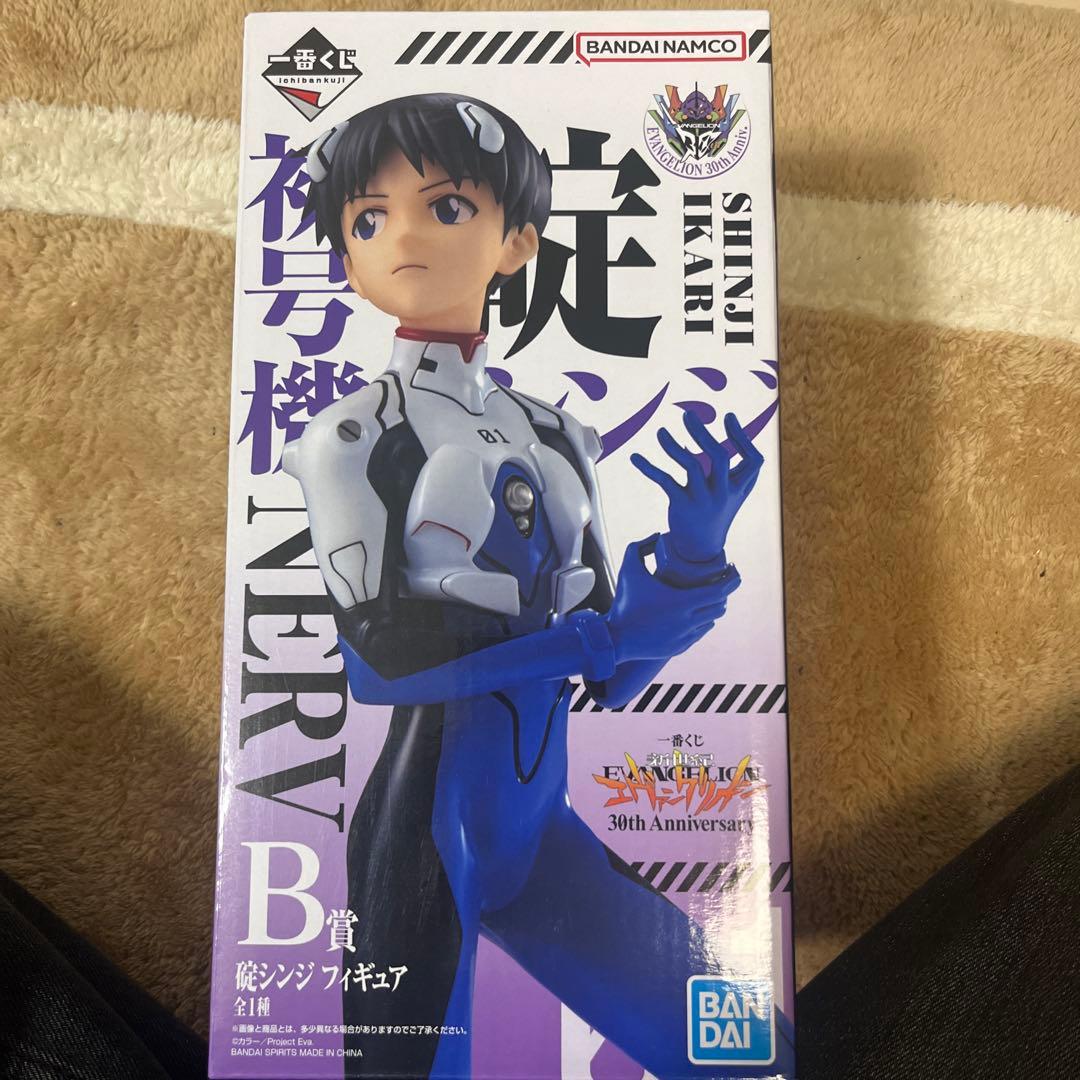 一番くじ
ichibankuji
BANDAI NAMCO
EVANGELION
EVANGELION 30th Anniv.
SHINJI
IKARI
初号機
碇
シンジ
NERV
01
一番くじ
新世紀
EVANGELION
エヴァンゲリオン
30th Anniversary
B賞
碇シンジ フィギュア
全1種
※画像と商品とは、多少異なる場合がありますのでご了承ください。
©カラー/Project Eva.
BANDAI SPIRITS MADE IN CHINA
BAN
DAI